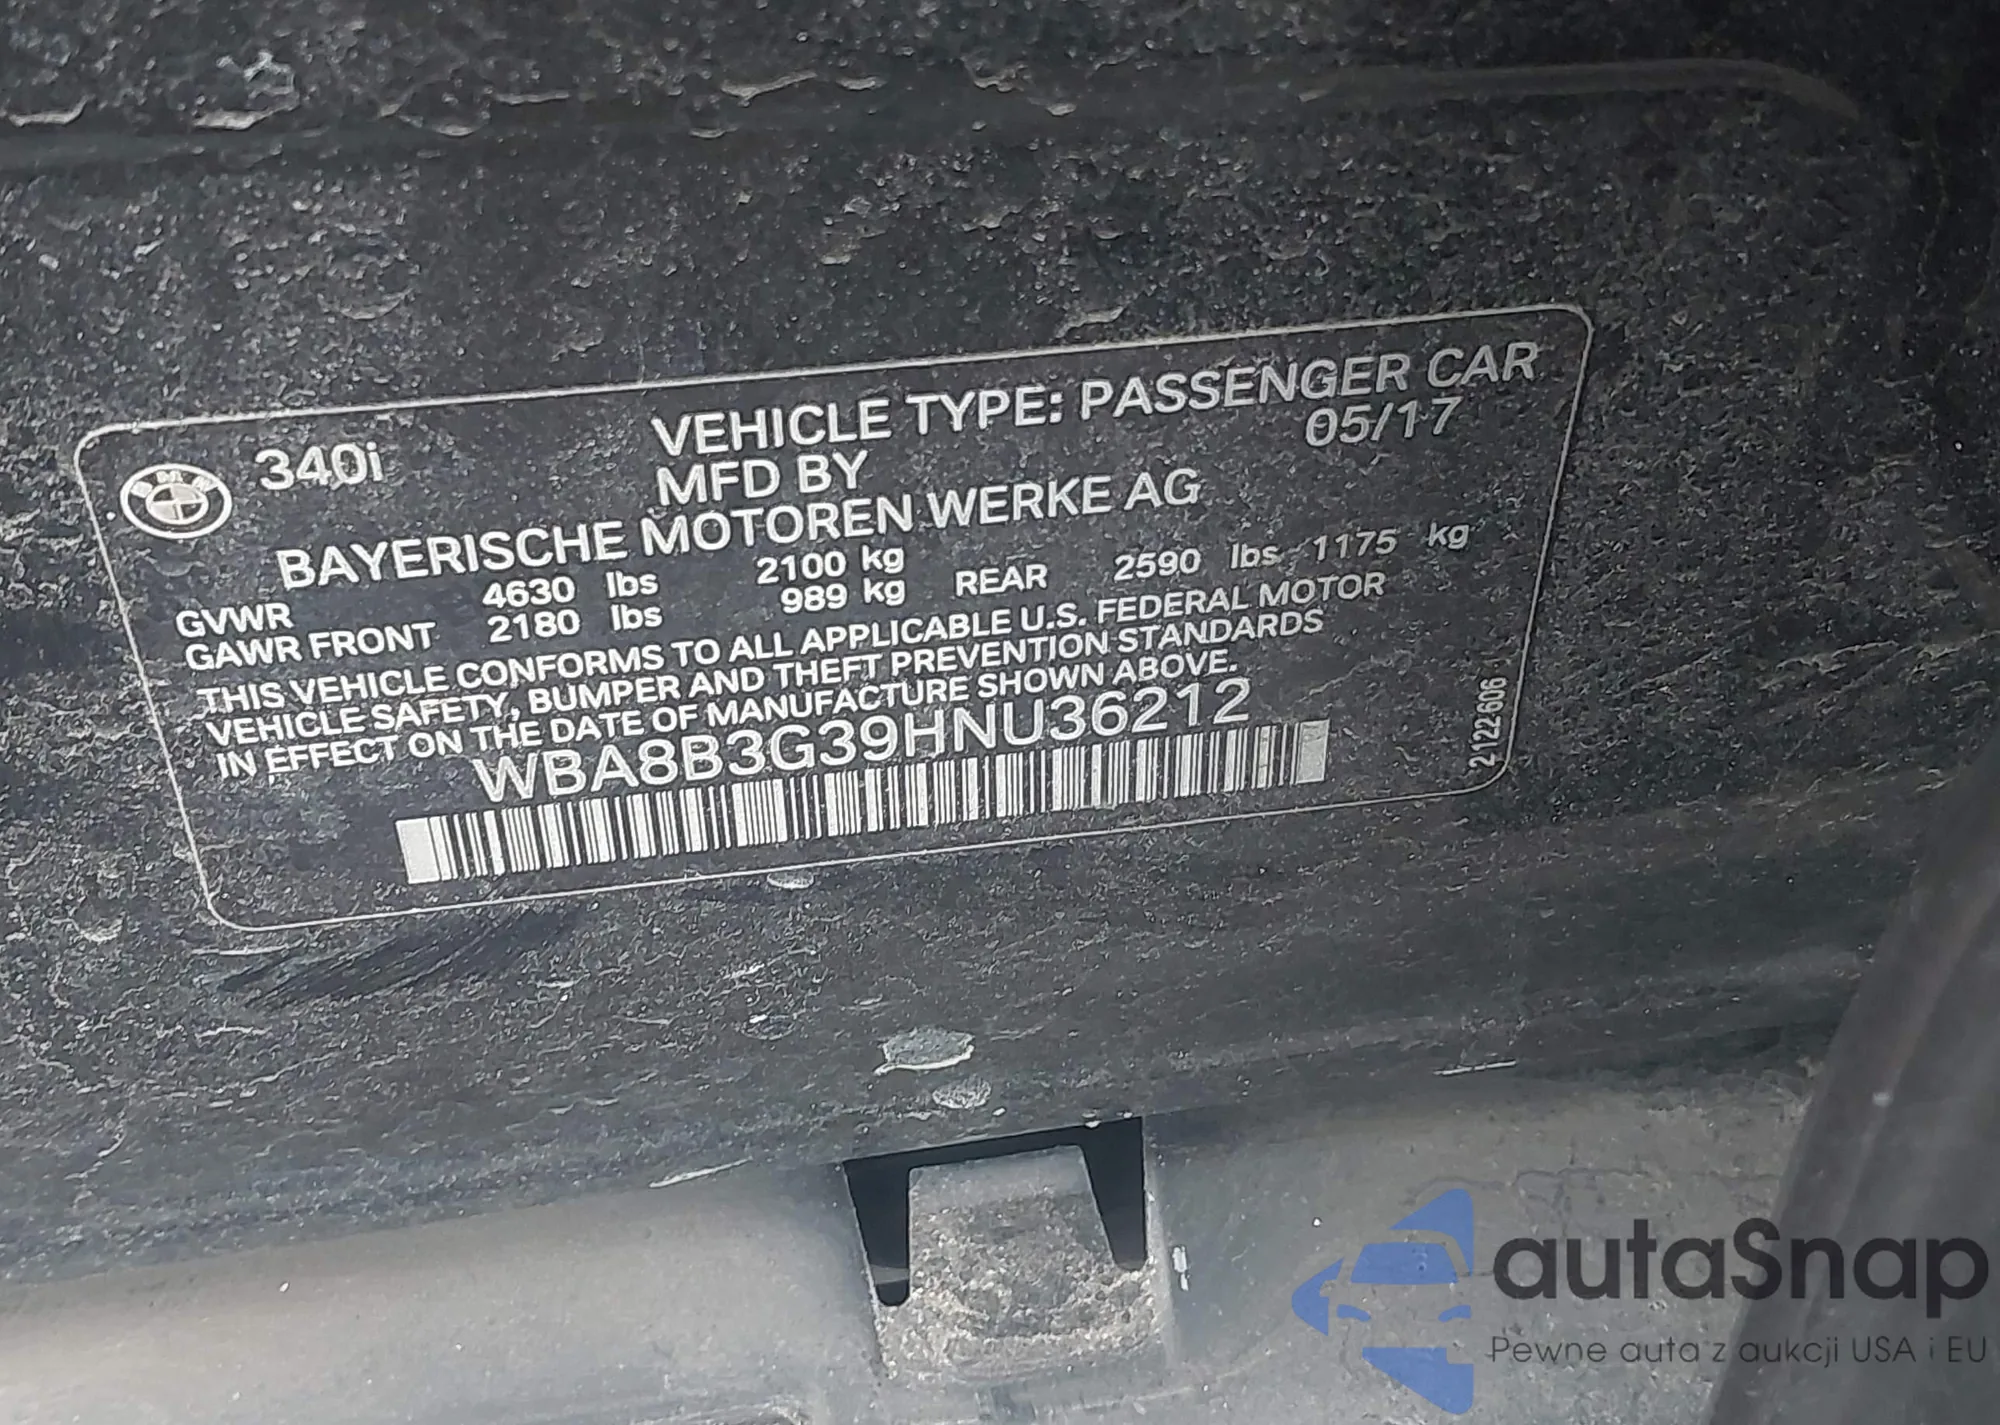 BMW 340i VEHICLE TYPE: PASSENGER CAR
MFD BY 05/17
BAYERISCHE MOTOREN WERKE AG
GVWR 4630 lbs 2100 kg
GAWR FRONT 2180 lbs 989 kg REAR 2590 lbs 1175 kg
THIS VEHICLE CONFORMS TO ALL APPLICABLE U.S. FEDERAL MOTOR
VEHICLE SAFETY, BUMPER AND THEFT PREVENTION STANDARDS
IN EFFECT ON THE DATE OF MANUFACTURE SHOWN ABOVE.
WBA8B3G39HNU36212
2122606
autaSnap
Pewne auta z aukcji USA i EU